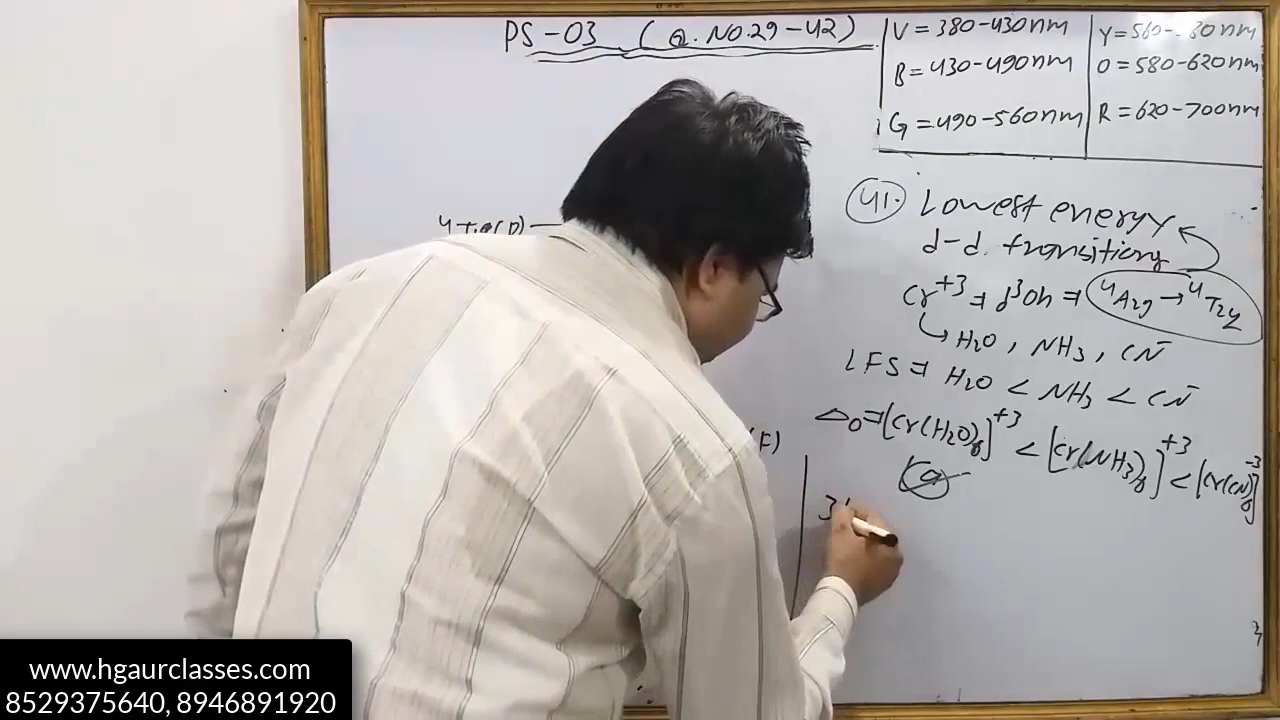 PS-03 (Q. NO. 29-42)
V = 380-430nm
B = 430-490nm
G = 490-560nm
O = 580-620nm
R = 620-700nm
41. Lowest energy
d-d. transitions
Cr+3 ⇒ d3 Oh ⇒ 4A2g → 4T2g
H2O, NH3, CN-
LFS ⇒ H2O < NH3 < CN-
Δo ⇒ [Cr(H2O)6]+3 < [Cr(NH3)6]+3 < [Cr(CN)6]-3
(a)
(F)
www.hgaurclasses.com
8529375640, 8946891920